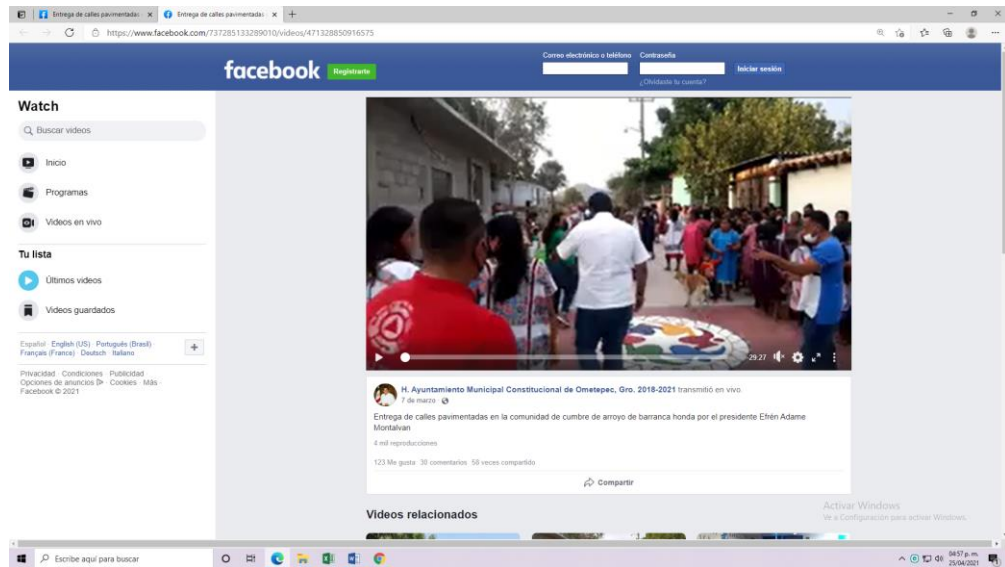 Entrega de calles pavimentadas
Entrega de calles pavimentadas
https://www.facebook.com/737285133289010/videos/471328850916575
facebook
Registrarte
Correo electrónico o teléfono
Contraseña
Iniciar sesión
¿Olvidaste tu cuenta?
Watch
Buscar videos
Inicio
Programas
Videos en vivo
Tu lista
Últimos videos
Videos guardados
Español · English (US) · Português (Brasil) ·
Français (France) · Deutsch · Italiano
Privacidad · Condiciones · Publicidad ·
Opciones de anuncios · Cookies · Más ·
Facebook © 2021
29:27
H. Ayuntamiento Municipal Constitucional de Ometepec, Gro. 2018-2021 transmitió en vivo
7 de marzo ·
Entrega de calles pavimentadas en la comunidad de cumbre de arroyo de barranca honda por el presidente Efrén Adame
Montalvan
4 mil reproducciones
123 Me gusta · 38 comentarios · 58 veces compartido
Compartir
Videos relacionados
Activar Windows
Ve a Configuración para activar Windows.
Escribe aquí para buscar
04:57 p. m.
25/04/2021